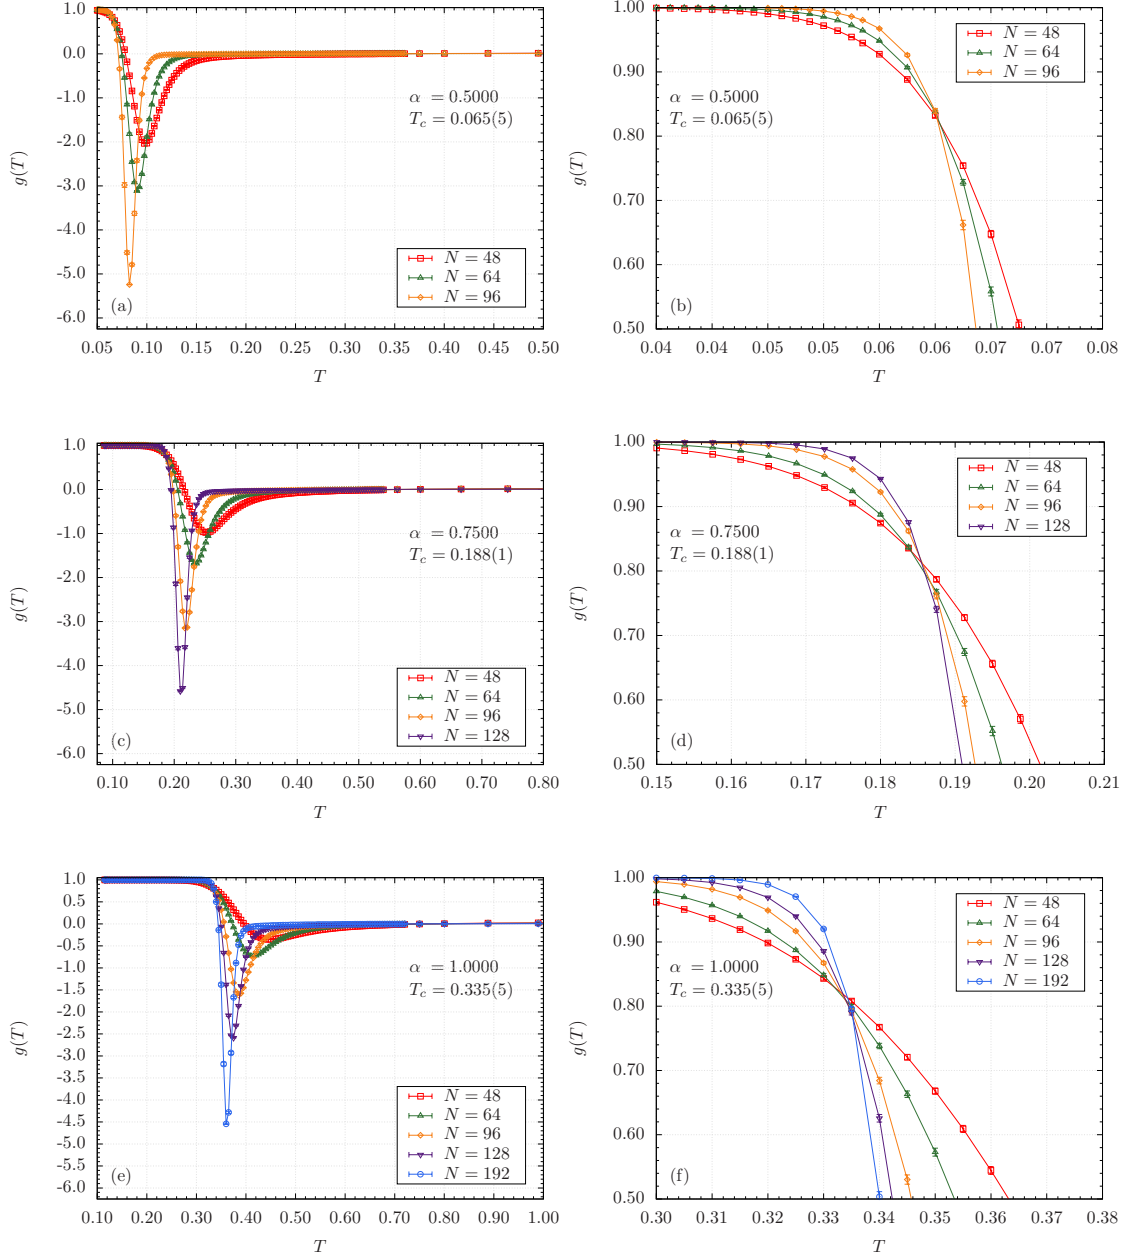 1.0
0.0
-1.0
-2.0
-3.0
-4.0
-5.0
-6.0
g(T)
α = 0.5000
T_c = 0.065(5)
N = 48
N = 64
N = 96
(a)
0.05 0.10 0.15 0.20 0.25 0.30 0.35 0.40 0.45 0.50
T
1.00
0.90
0.80
0.70
0.60
0.50
g(T)
N = 48
N = 64
N = 96
α = 0.5000
T_c = 0.065(5)
(b)
0.04 0.04 0.05 0.05 0.06 0.06 0.07 0.07 0.08
T
1.0
0.0
-1.0
-2.0
-3.0
-4.0
-5.0
-6.0
g(T)
α = 0.7500
T_c = 0.188(1)
N = 48
N = 64
N = 96
N = 128
(c)
0.10 0.20 0.30 0.40 0.50 0.60 0.70 0.80
T
1.00
0.90
0.80
0.70
0.60
0.50
g(T)
N = 48
N = 64
N = 96
N = 128
α = 0.7500
T_c = 0.188(1)
(d)
0.15 0.16 0.17 0.18 0.19 0.20 0.21
T
1.0
0.5
0.0
-0.5
-1.0
-1.5
-2.0
-2.5
-3.0
-3.5
-4.0
-4.5
-5.0
-5.5
-6.0
g(T)
α = 1.0000
T_c = 0.335(5)
N = 48
N = 64
N = 96
N = 128
N = 192
(e)
0.10 0.20 0.30 0.40 0.50 0.60 0.70 0.80 0.90 1.00
T
1.00
0.90
0.80
0.70
0.60
0.50
g(T)
N = 48
N = 64
N = 96
N = 128
N = 192
α = 1.0000
T_c = 0.335(5)
(f)
0.30 0.31 0.32 0.33 0.34 0.35 0.36 0.37 0.38
T